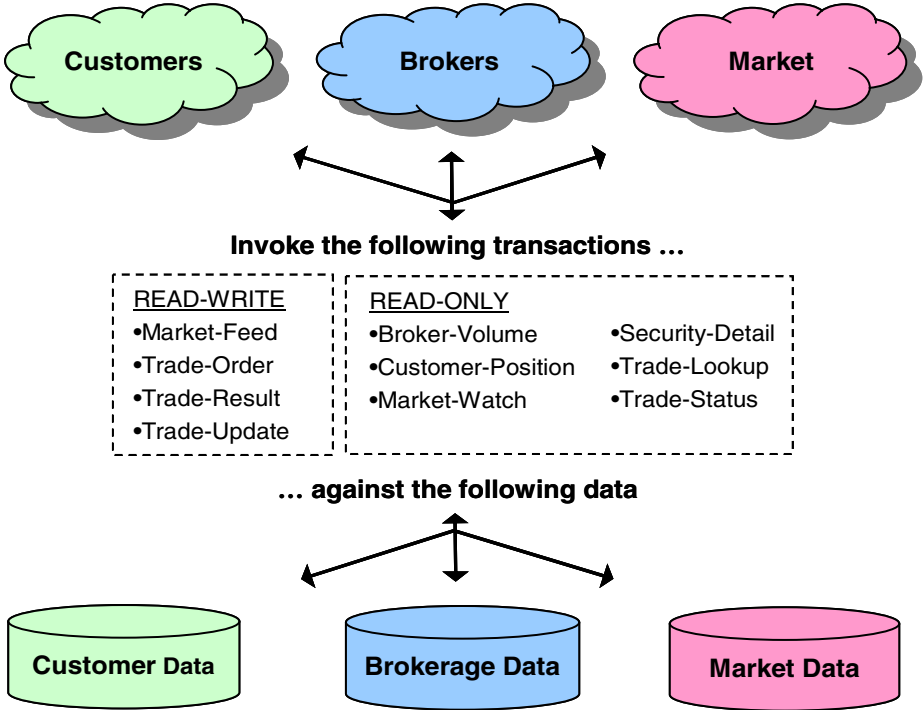 Customers
Brokers
Market
Invoke the following transactions …
READ-WRITE
•Market-Feed
•Trade-Order
•Trade-Result
•Trade-Update
READ-ONLY
•Broker-Volume
•Customer-Position
•Market-Watch
•Security-Detail
•Trade-Lookup
•Trade-Status
… against the following data
Customer Data
Brokerage Data
Market Data